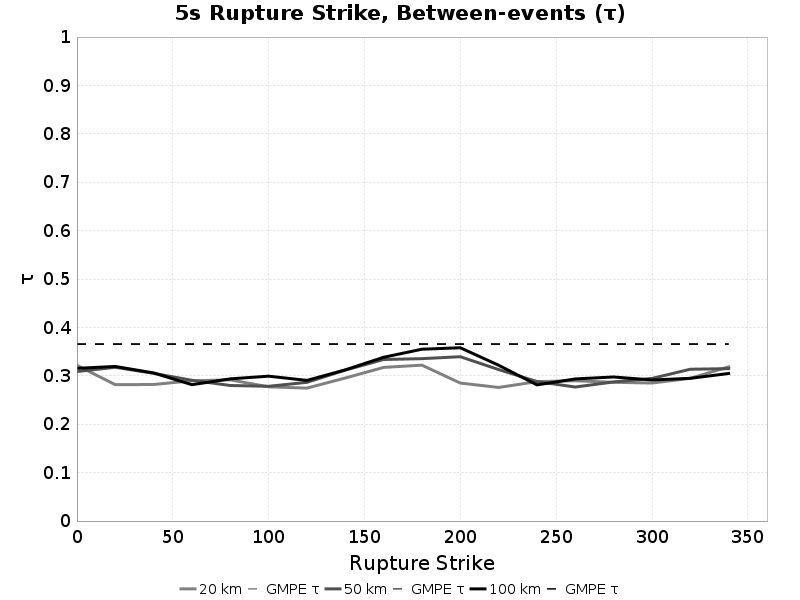 5s Rupture Strike, Between-events (τ)
1
0.9
0.8
0.7
0.6
0.5
0.4
0.3
0.2
0.1
0
τ
0 50 100 150 200 250 300 350
Rupture Strike
20 km GMPE τ 50 km GMPE τ 100 km GMPE τ